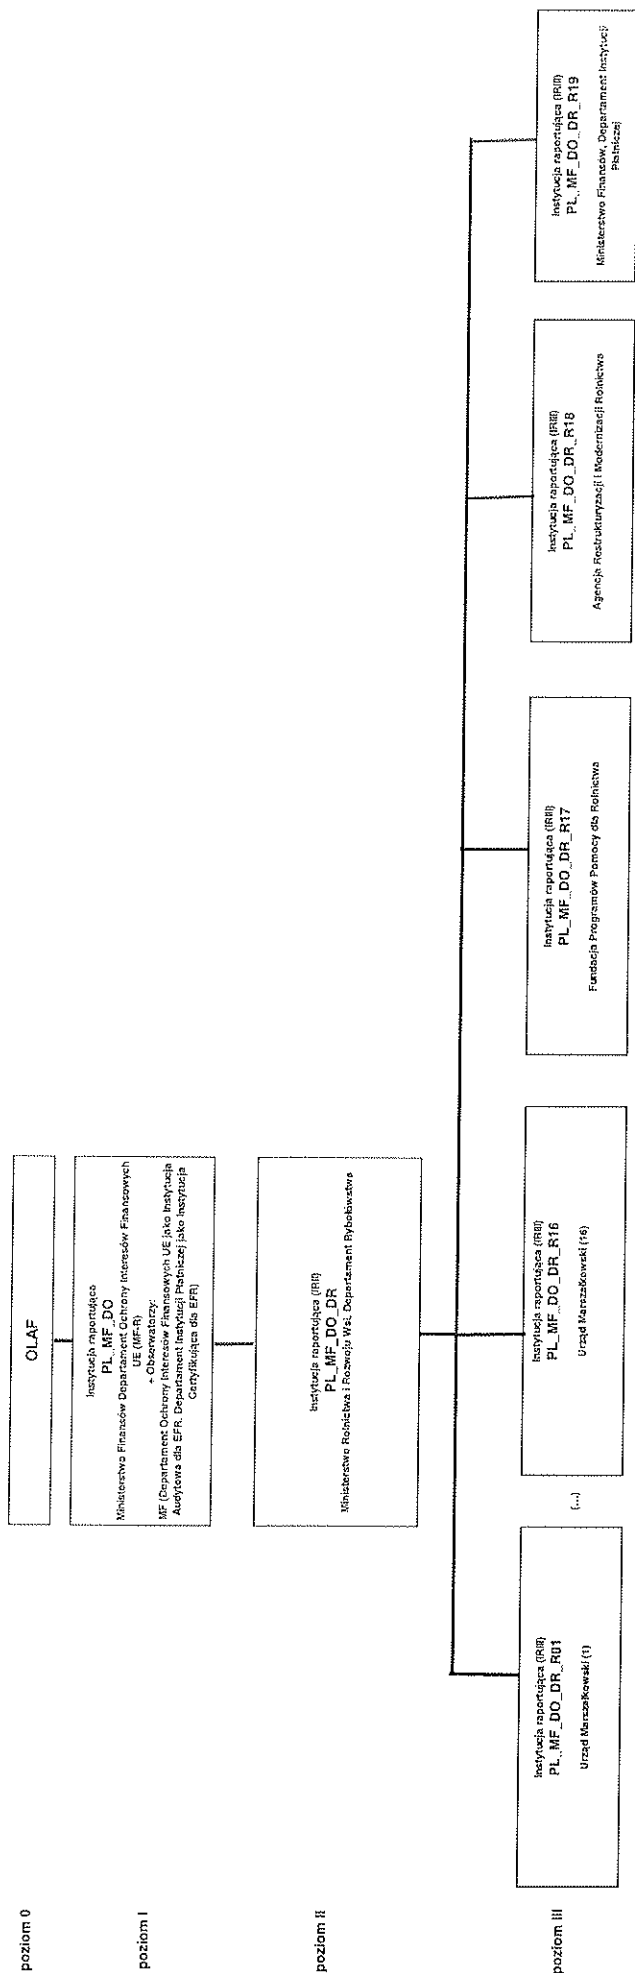 poziom 0
OLAF
poziom I
Instytucja raportująca
PL_MF_DO
Ministerstwo Finansów Departament Ochrony Interesów Finansowych
UE (MF-R)
+ Obserwatorzy:
MF (Departament Ochrony Interesów Finansowych UE jako Instytucja
Audytowa dla EFR, Departament Instytucji Płatniczej jako Instytucja
Certyfikująca dla EFR)
poziom II
Instytucja raportująca (IRII)
PL_MF_DO_DR
Ministerstwo Rolnictwa i Rozwoju Wsi, Departament Rybołówstwa
poziom III
Instytucja raportująca (IRIII)
PL_MF_DO_DR_R01
Urząd Marszałkowski (1)
(...)
Instytucja raportująca (IRIII)
PL_MF_DO_DR_R16
Urząd Marszałkowski (16)
Instytucja raportująca (IRIII)
PL_MF_DO_DR_R17
Fundacja Programów Pomocy dla Rolnictwa
Instytucja raportująca (IRIII)
PL_MF_DO_DR_R18
Agencja Restrukturyzacji i Modernizacji Rolnictwa
Instytucja raportująca (IRIII)
PL_MF_DO_DR_R19
Ministerstwo Finansów, Departament Instytucji
Płatniczej